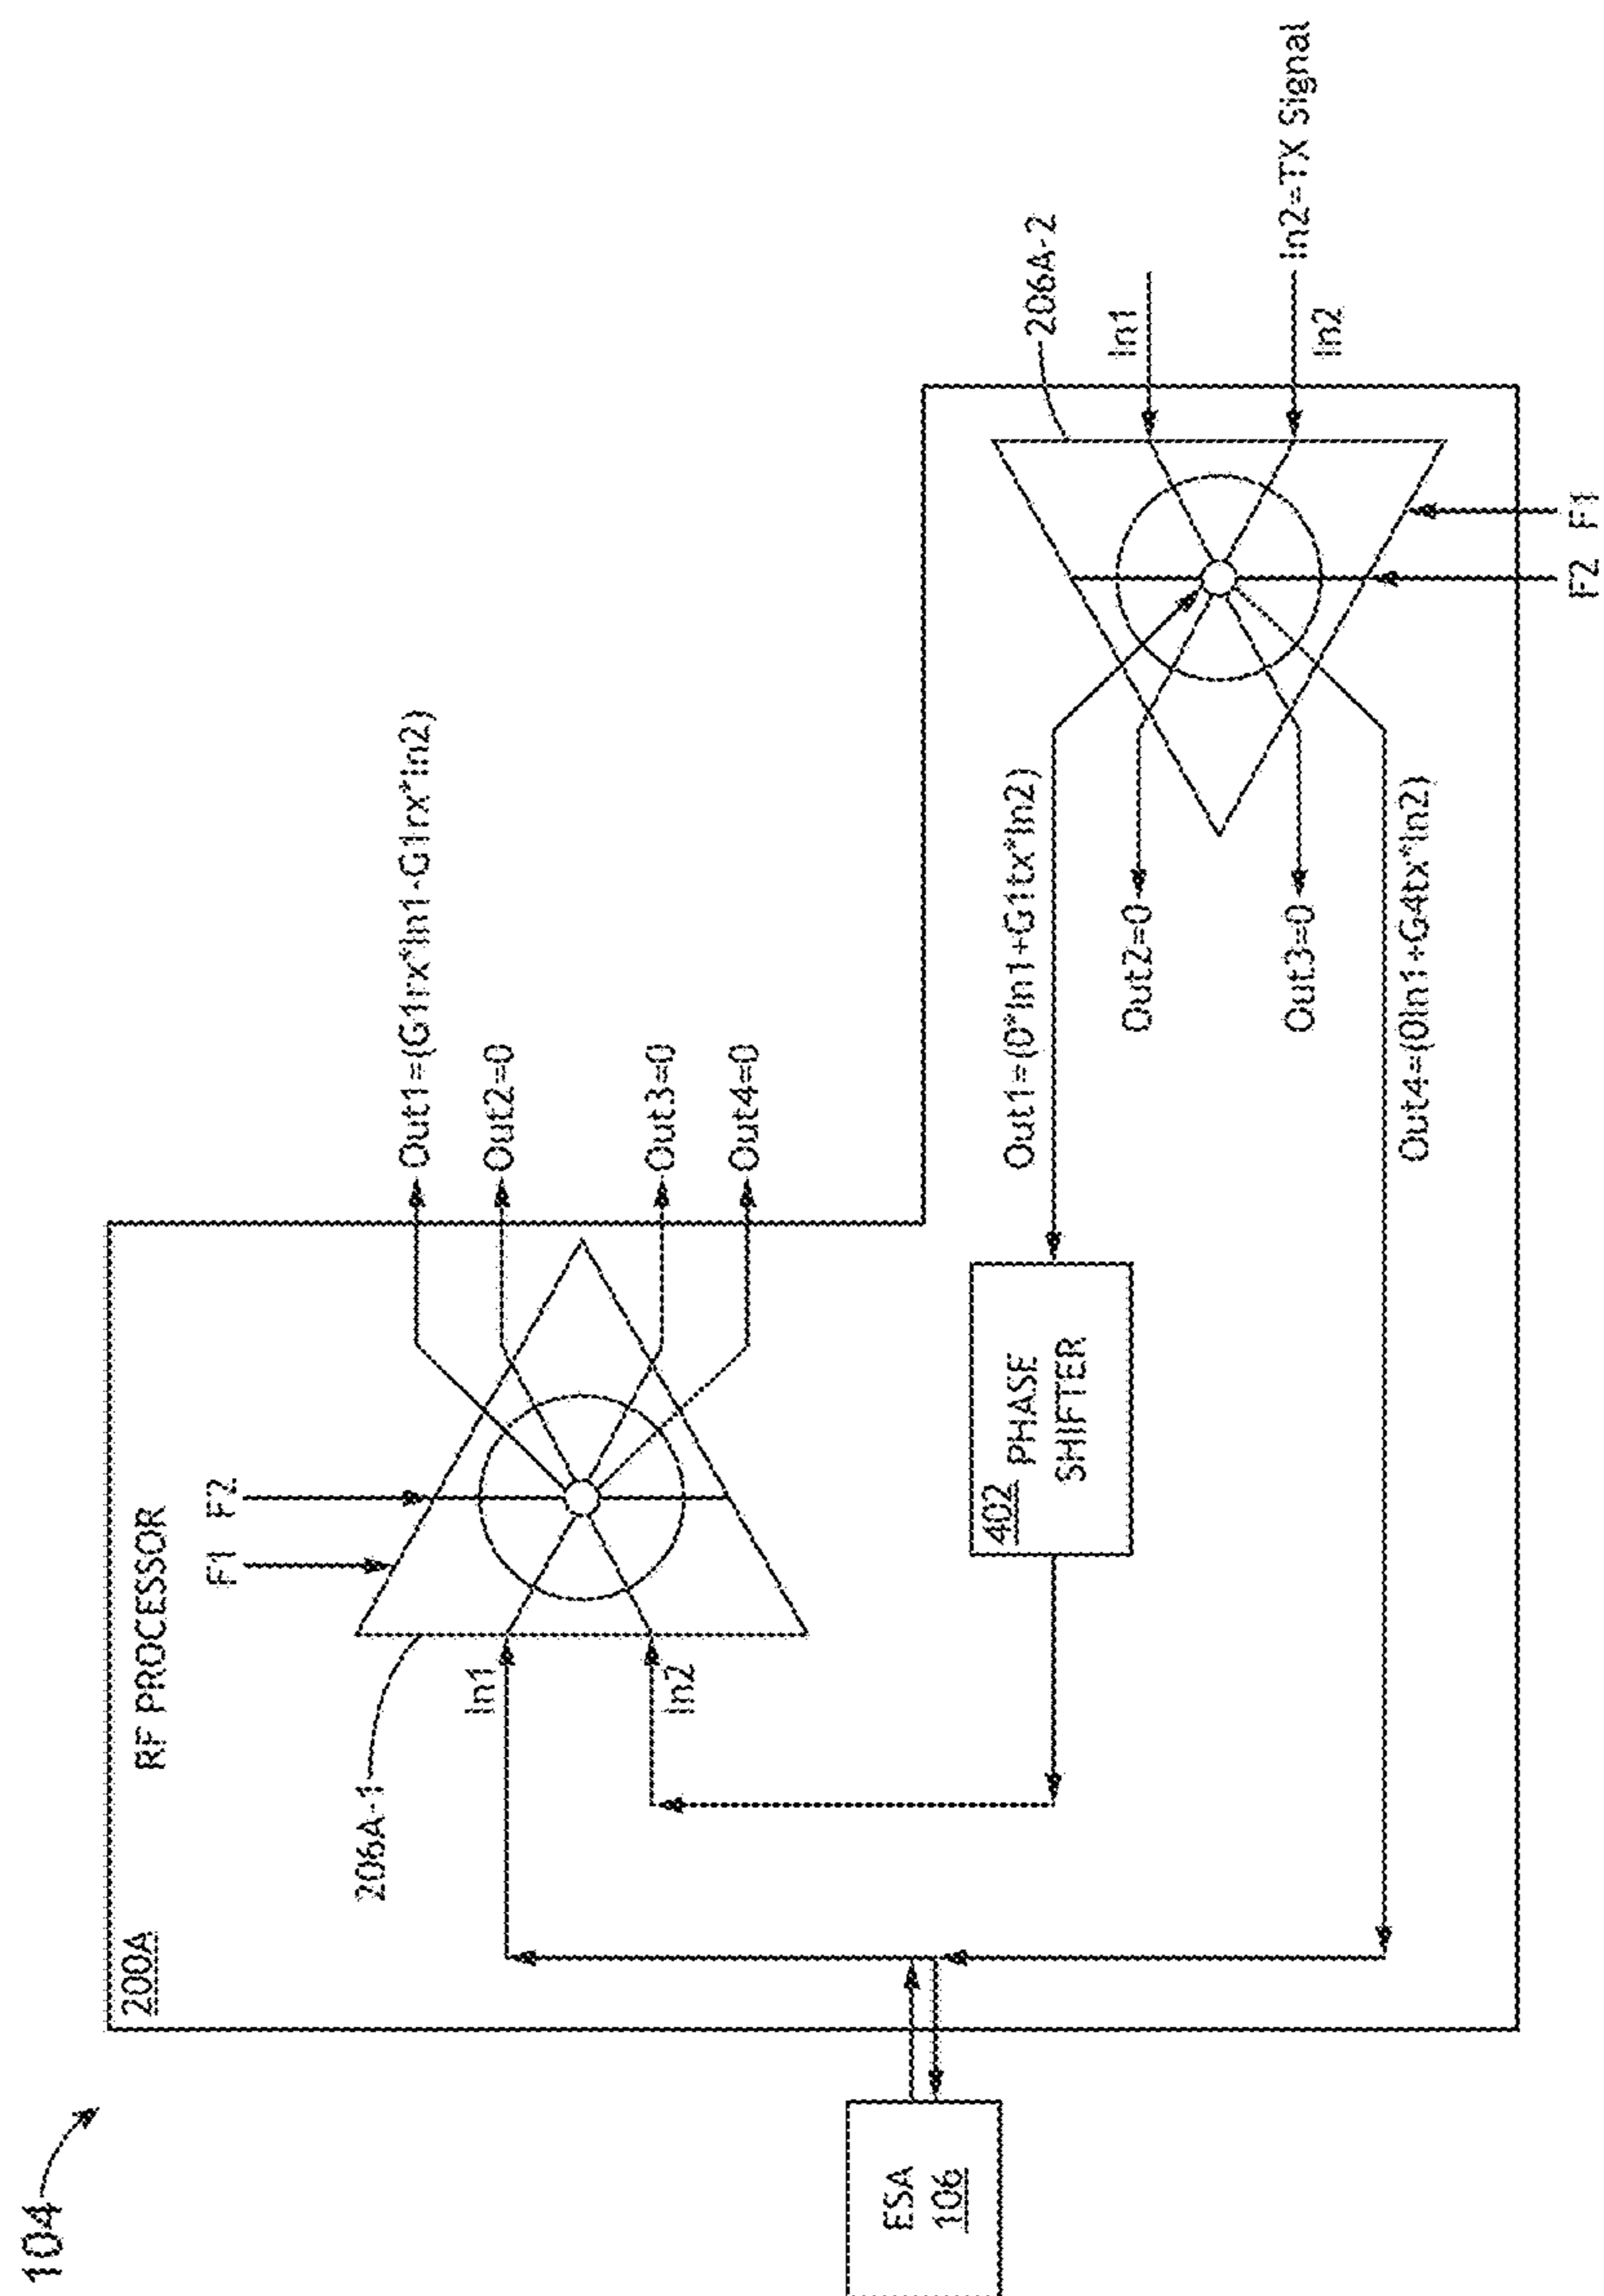 104
200A
RF PROCESSOR
F1
F2
206A-1
In1
In2
Out1=(G1rx*In1-G1rx*In2)
Out2=0
Out3=0
Out4=0
ESA
106
402
PHASE
SHIFTER
Out1=(0*In1+G1tx*In2)
Out2=0
Out3=0
Out4=(0In1+G4tx*In2)
206A-2
In1
In2=TX Signal
In2
F2
F1